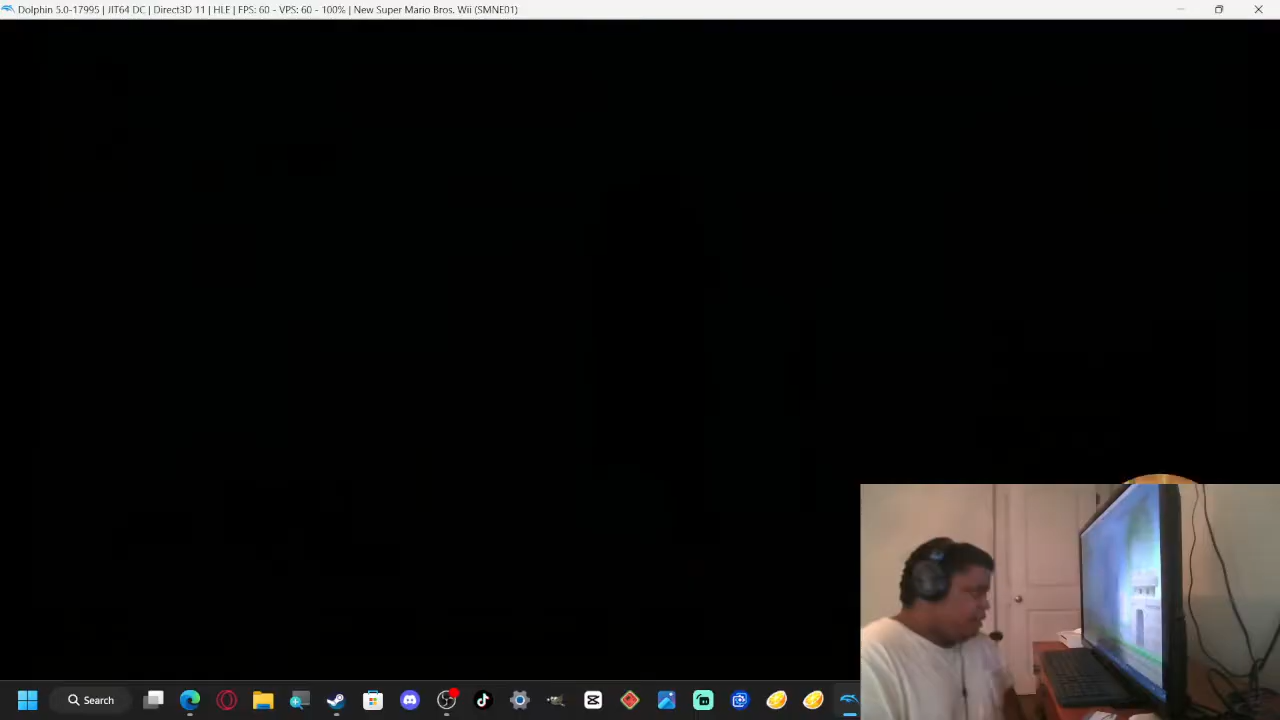 Dolphin 5.0-17995 | JIT64 DC | Direct3D 11 | HLE | FPS: 60 - VPS: 60 - 100% | New Super Mario Bros. Wii (SMNE01)
Search